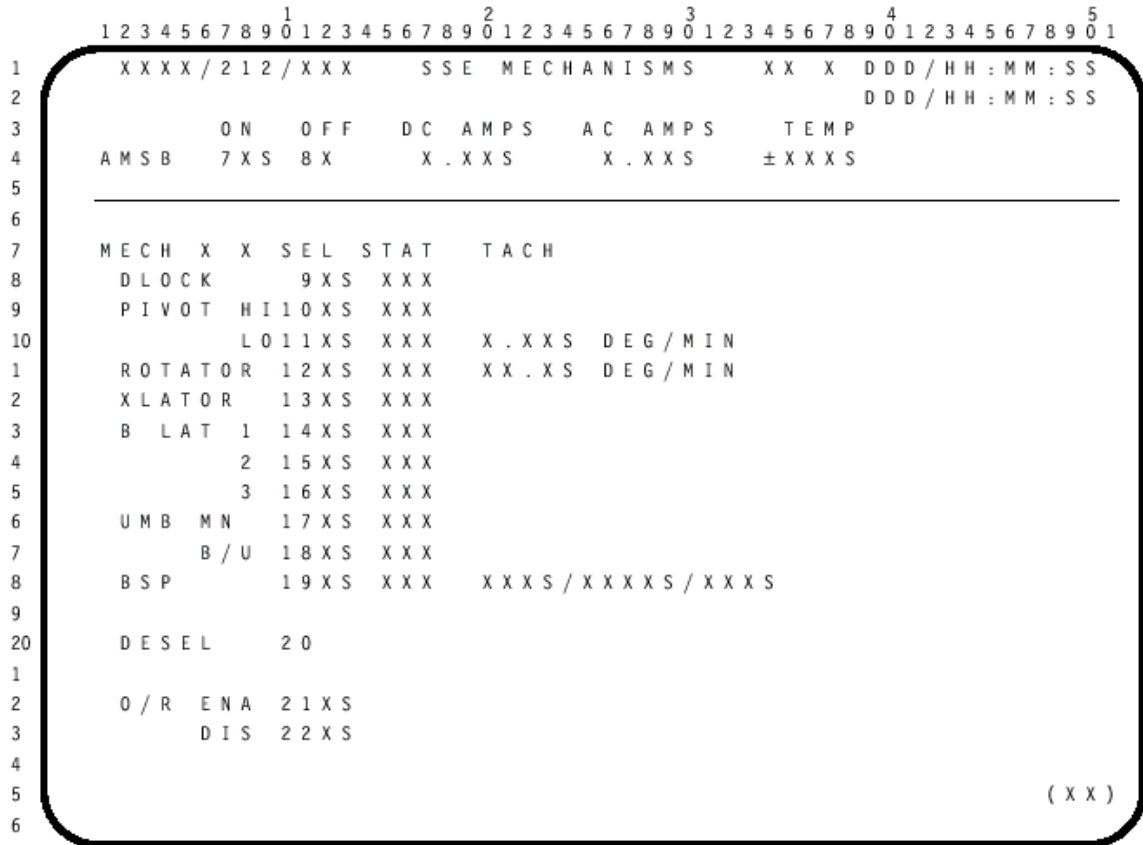 1 2 3 4 5
1 2 3 4 5 6 7 8 9 0 1 2 3 4 5 6 7 8 9 0 1 2 3 4 5 6 7 8 9 0 1 2 3 4 5 6 7 8 9 0 1 2 3 4 5 6 7 8 9 0 1
1 XXXX/212/XXX SSE MECHANISMS XX X DDD/HH:MM:SS
2 DDD/HH:MM:SS
3 ON OFF DC AMPS AC AMPS TEMP
4 AMSB 7XS 8X X.XXS X.XXS ±XXXS
5
6
7 MECH X X SEL STAT TACH
8 DLOCK 9XS XXX
9 PIVOT HI10XS XXX
10 LO11XS XXX X.XXS DEG/MIN
1 ROTATOR 12XS XXX XX.XS DEG/MIN
2 XLATOR 13XS XXX
3 B LAT 1 14XS XXX
4 2 15XS XXX
5 3 16XS XXX
6 UMB MN 17XS XXX
7 B/U 18XS XXX
8 BSP 19XS XXX XXXS/XXXXS/XXXS
9
20 DESEL 20
1
2 O/R ENA 21XS
3 DIS 22XS
4
5 (XX)
6